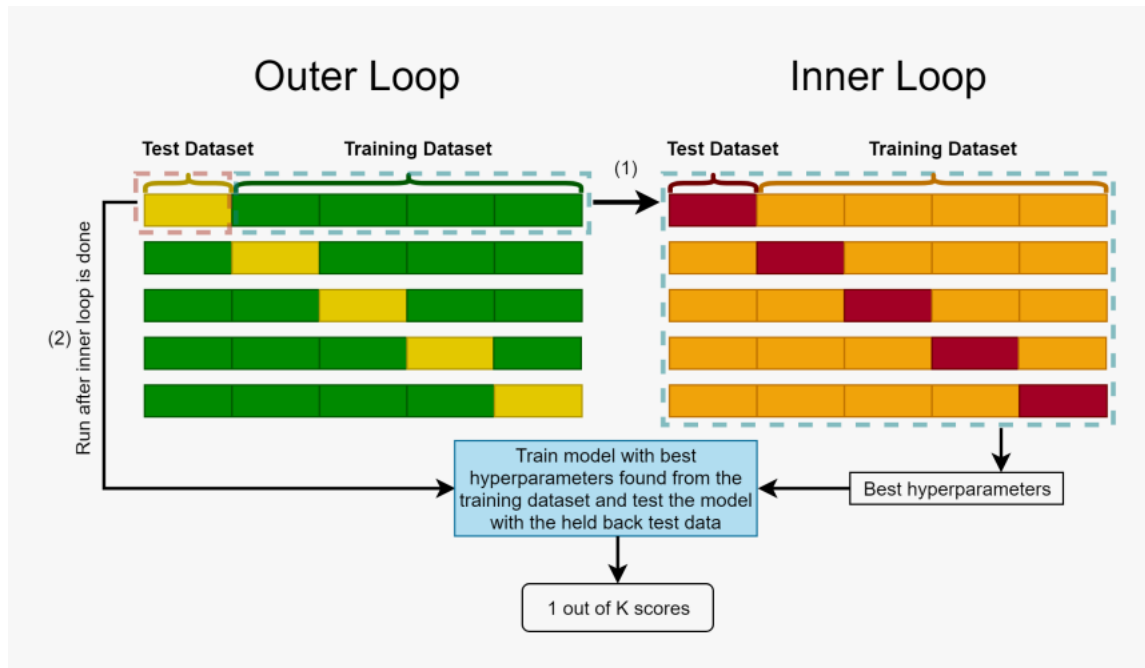 Outer Loop
Inner Loop
Test Dataset
Training Dataset
(1)
Test Dataset
Training Dataset
(2)
Run after inner loop is done
Train model with best
hyperparameters found from the
training dataset and test the model
with the held back test data
Best hyperparameters
1 out of K scores